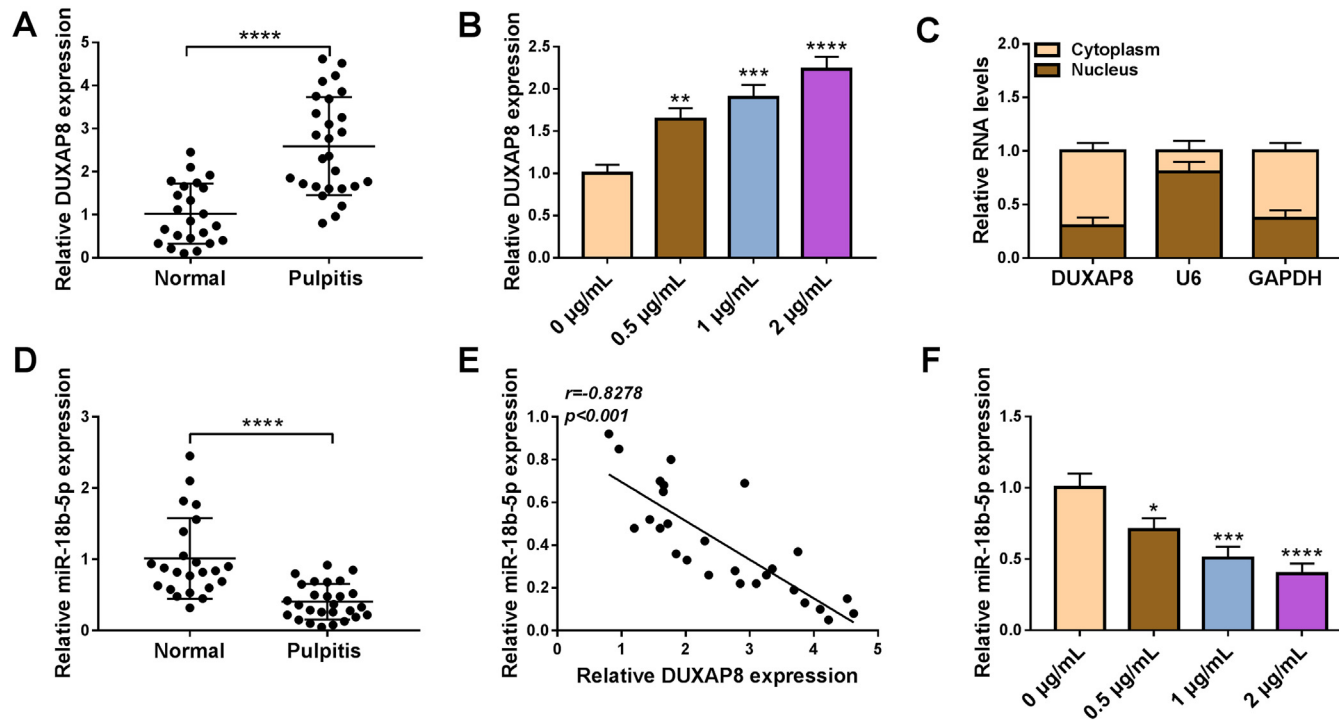 A
Relative DUXAP8 expression
5
4
3
2
1
0
****
Normal
Pulpitis
B
Relative DUXAP8 expression
2.5
2.0
1.5
1.0
0.5
0.0
**
***
****
0 μg/mL
0.5 μg/mL
1 μg/mL
2 μg/mL
C
Relative RNA levels
2.0
1.5
1.0
0.5
0.0
Cytoplasm
Nucleus
DUXAP8
U6
GAPDH
D
Relative miR-18b-5p expression
3
2
1
0
****
Normal
Pulpitis
E
Relative miR-18b-5p expression
r=-0.8278
p<0.001
1.0
0.8
0.6
0.4
0.2
0.0
0
1
2
3
4
5
Relative DUXAP8 expression
F
Relative miR-18b-5p expression
1.5
1.0
0.5
0.0
*
***
****
0 μg/mL
0.5 μg/mL
1 μg/mL
2 μg/mL